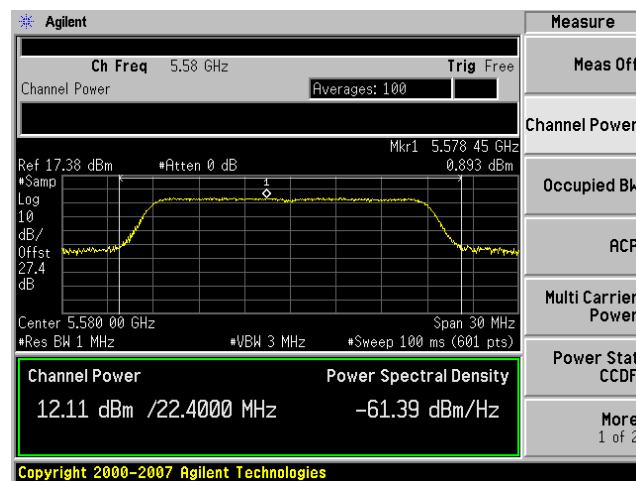 Agilent
Measure
Ch Freq 5.58 GHz
Trig Free
Channel Power
Averages: 100
Mkr1 5.578 45 GHz
Ref 17.38 dBm #Atten 0 dB 0.893 dBm
#Samp
Log
10
dB/
Offst
27.4
dB
1
Center 5.580 00 GHz
Span 30 MHz
#Res BW 1 MHz #VBW 3 MHz #Sweep 100 ms (601 pts)
Channel Power
Power Spectral Density
12.11 dBm /22.4000 MHz
-61.39 dBm/Hz
Meas Off
Channel Power
Occupied BW
ACP
Multi Carrier
Power
Power Stat
CCDF
More
1 of 2
Copyright 2000-2007 Agilent Technologies